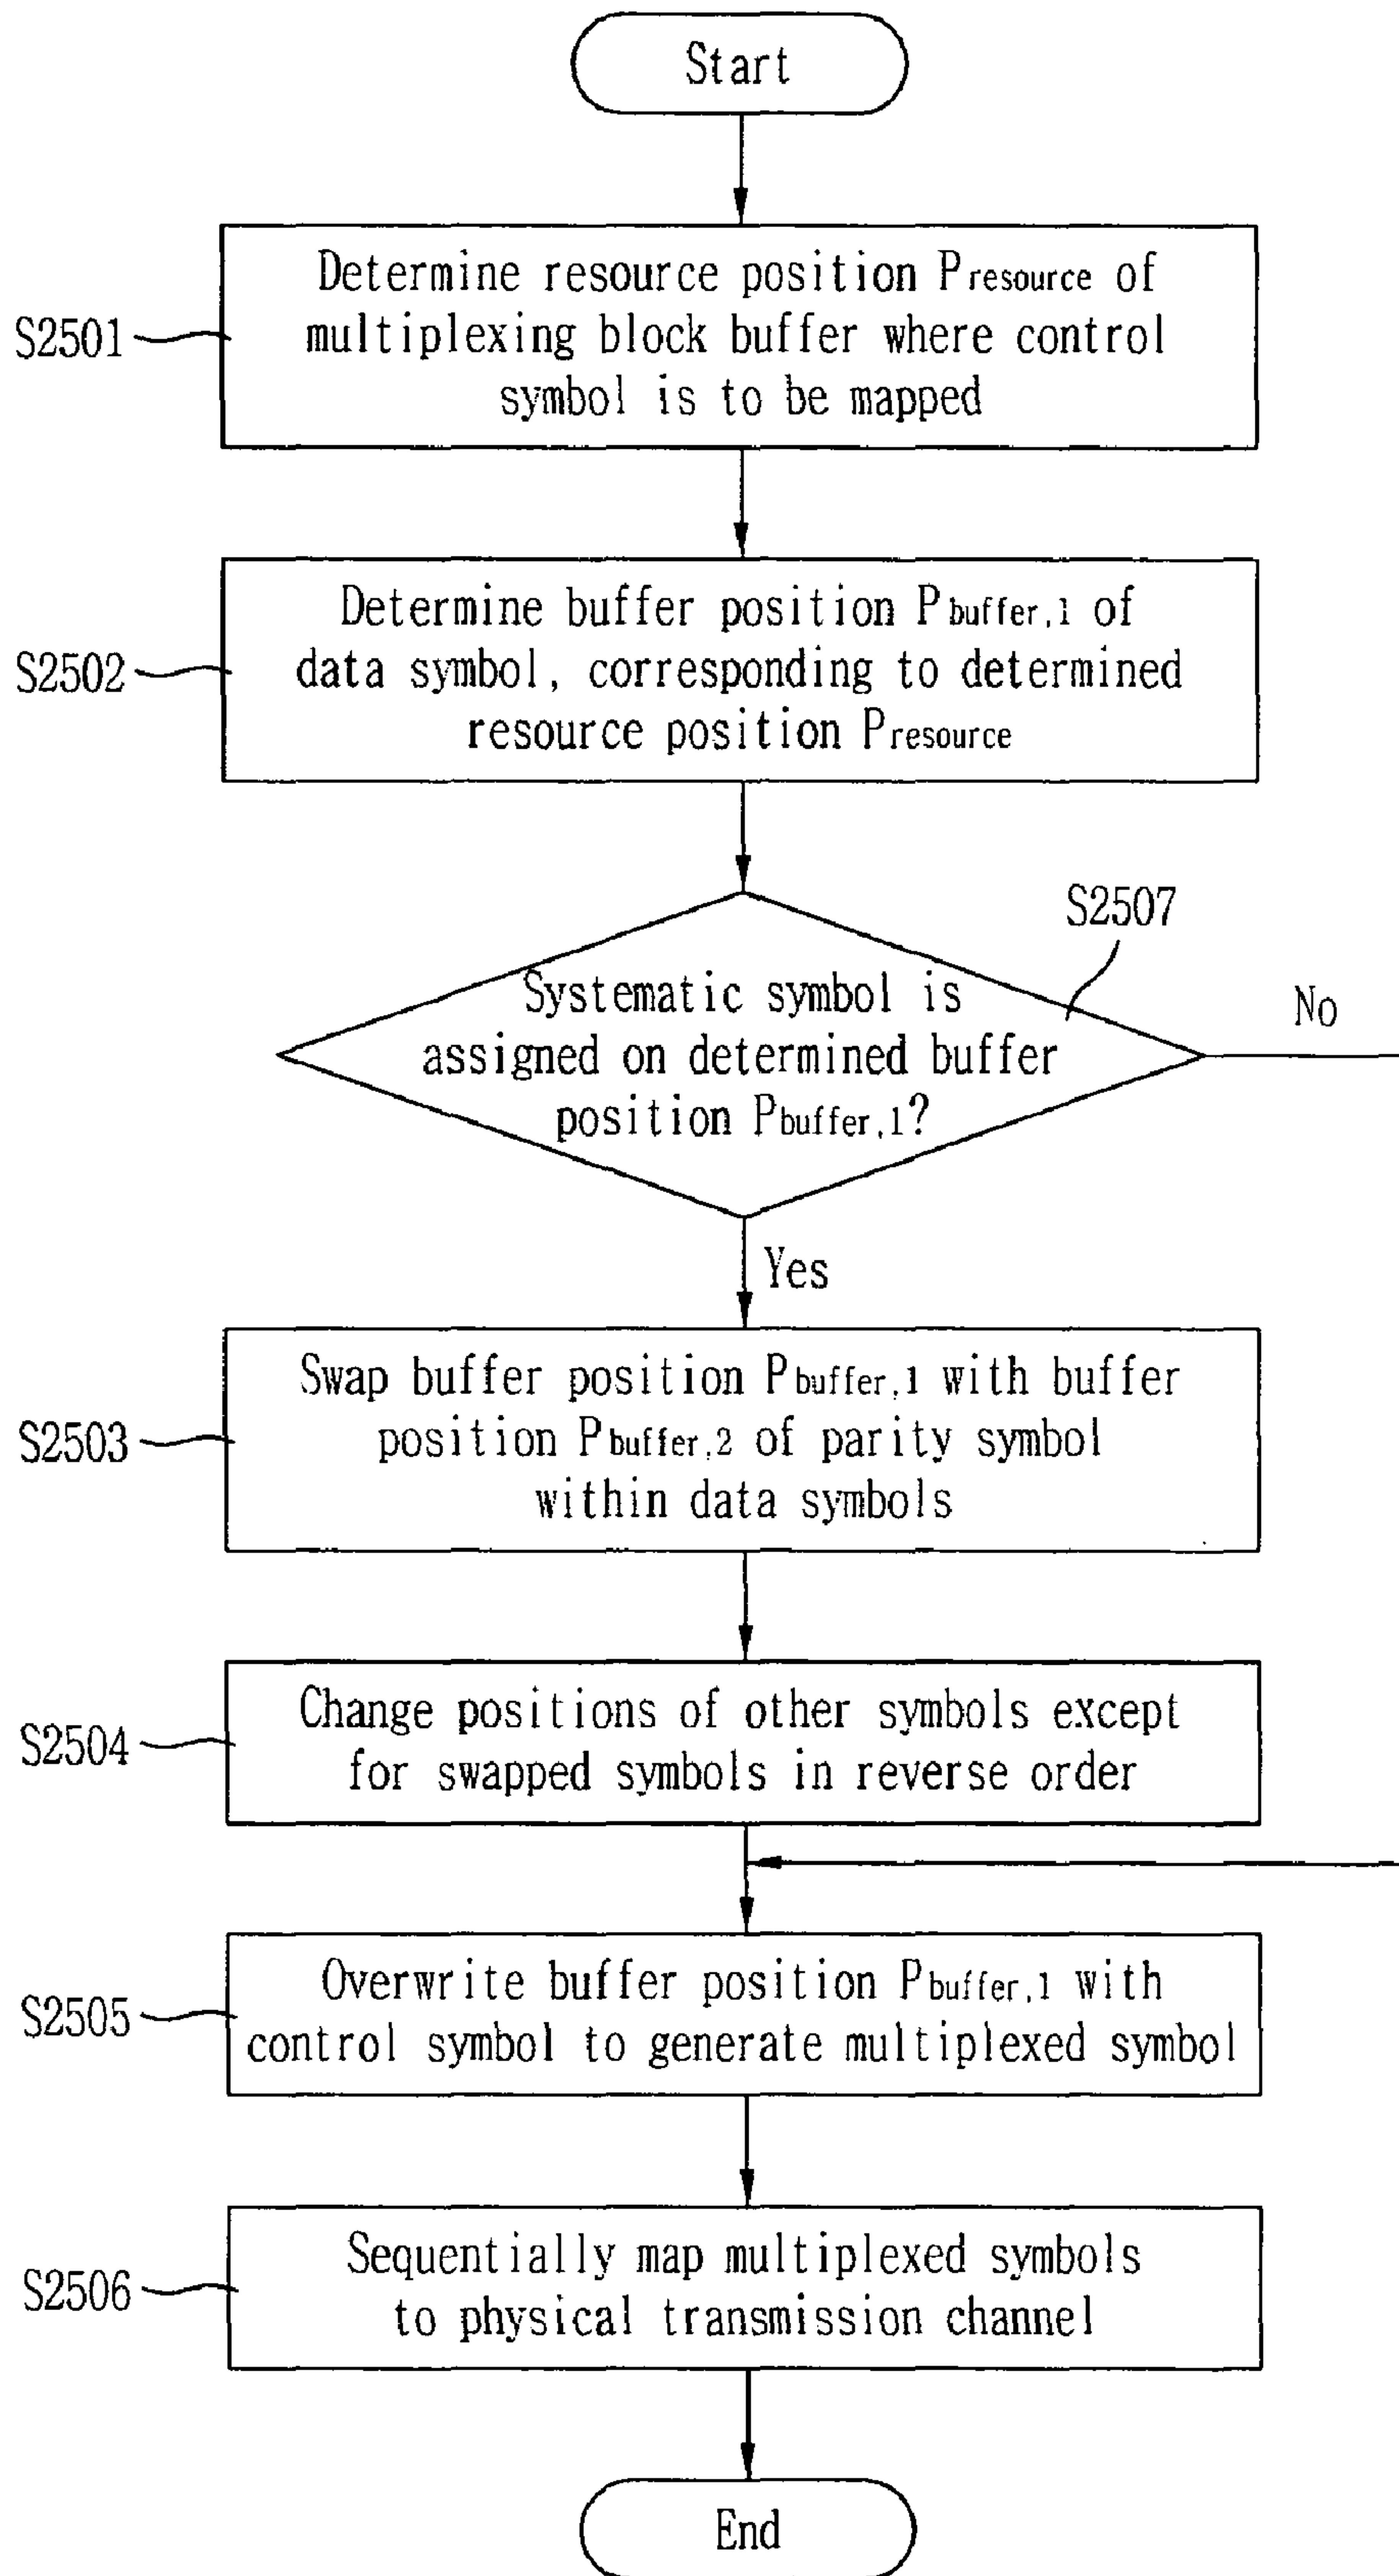 Start
S2501
Determine resource position Presource of
multiplexing block buffer where control
symbol is to be mapped
S2502
Determine buffer position Pbuffer,1 of
data symbol, corresponding to determined
resource position Presource
S2507
Systematic symbol is
assigned on determined buffer
position Pbuffer,1?
No
Yes
S2503
Swap buffer position Pbuffer,1 with buffer
position Pbuffer,2 of parity symbol
within data symbols
S2504
Change positions of other symbols except
for swapped symbols in reverse order
S2505
Overwrite buffer position Pbuffer,1 with
control symbol to generate multiplexed symbol
S2506
Sequentially map multiplexed symbols
to physical transmission channel
End